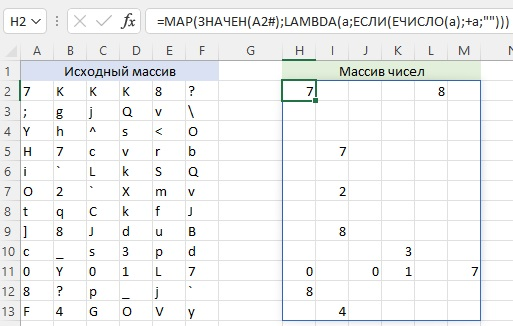 H2 =MAP(ЗНАЧЕН(A2#);LAMBDA(a;ЕСЛИ(ЕЧИСЛО(a);+a;"")))
A B C D E F G H I J K L M
1 Исходный массив Массив чисел
2 7 K K K 8 ? 7 8
3 ; g j Q v \
4 Y h ^ s < O
5 H 7 c v r b 7
6 i ` L k S Q
7 O 2 ` X m v 2
8 t q C k f J
9 ] 8 J d u B 8
10 c _ s 3 p d 3
11 0 Y 0 1 L 7 0 0 1 7
12 8 ? p _ j ` 8
13 F 4 G O V y 4